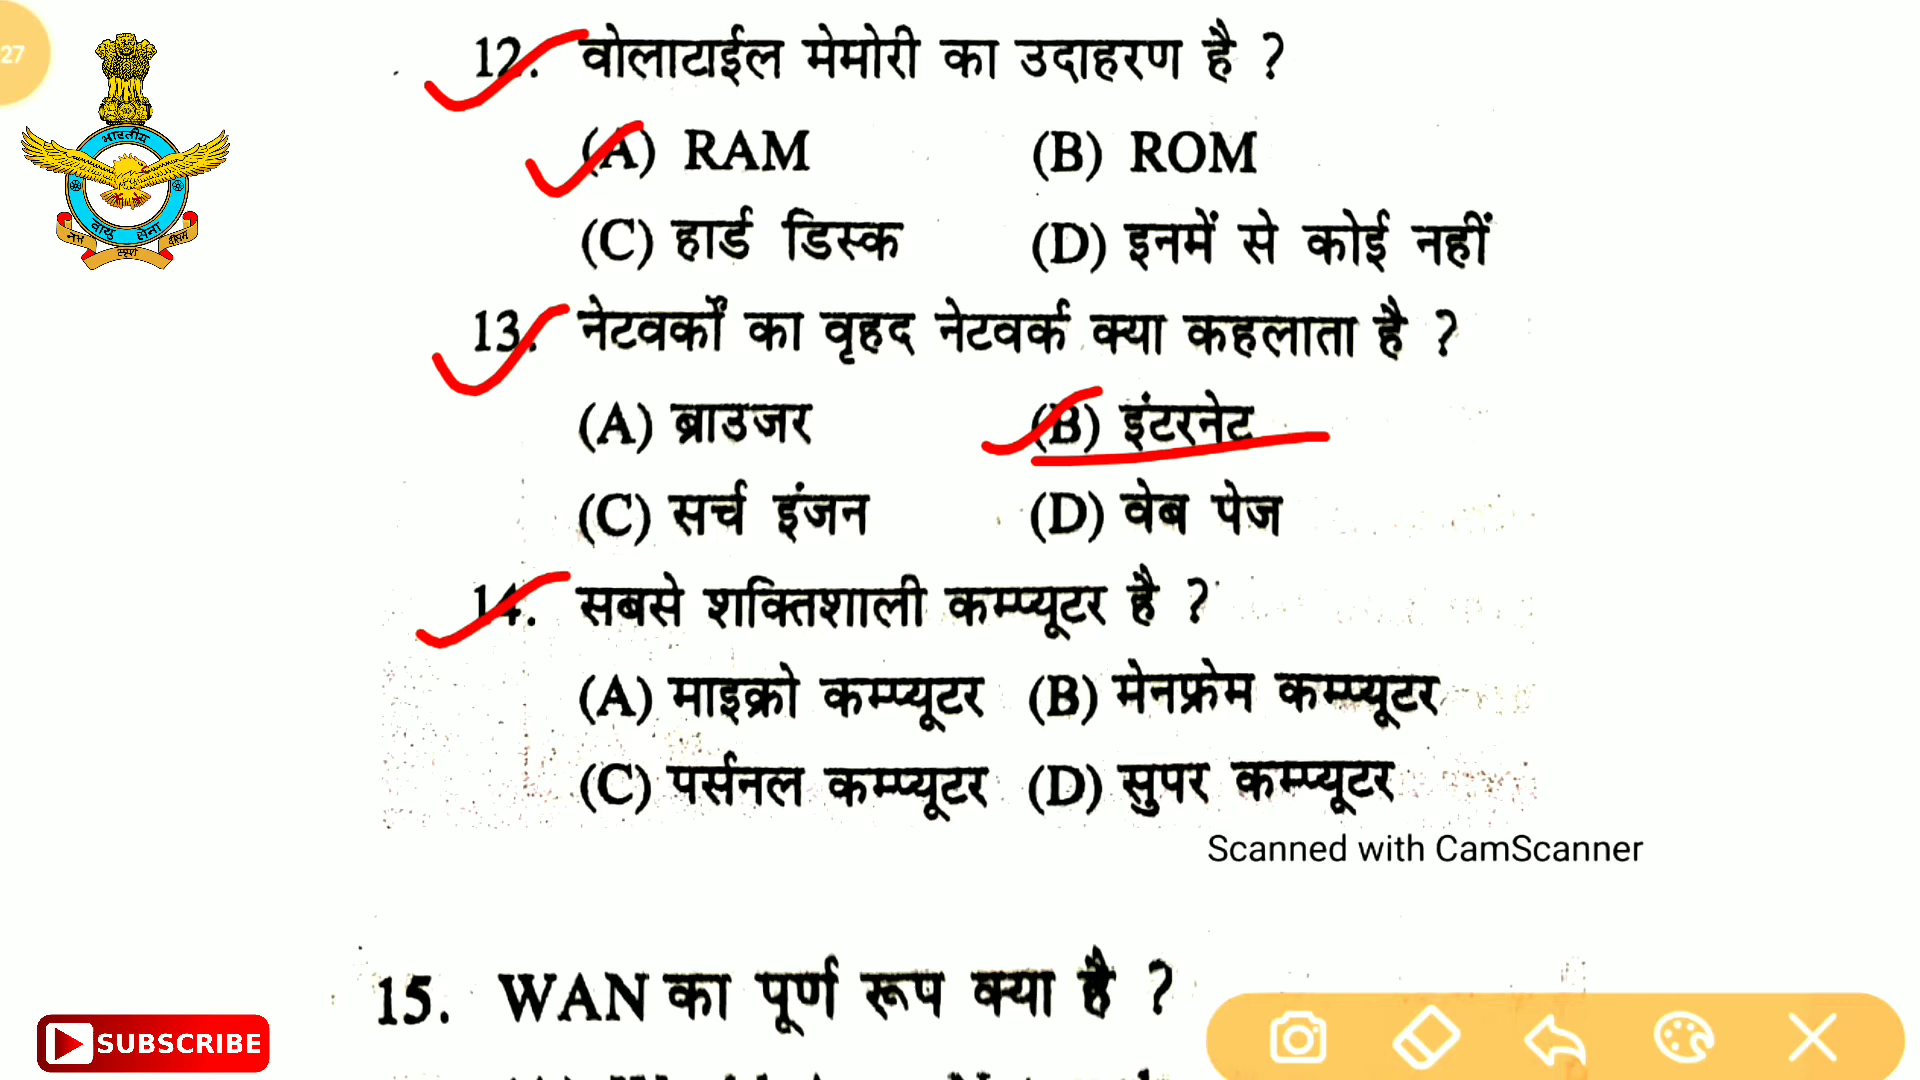 27
12. वोलाटाईल मेमोरी का उदाहरण है ?
(A) RAM (B) ROM
(C) हार्ड डिस्क (D) इनमें से कोई नहीं
13. नेटवर्कों का वृहद नेटवर्क क्या कहलाता है ?
(A) ब्राउजर (B) इंटरनेट
(C) सर्च इंजन (D) वेब पेज
14. सबसे शक्तिशाली कम्प्यूटर है ?
(A) माइक्रो कम्प्यूटर (B) मेनफ्रेम कम्प्यूटर
(C) पर्सनल कम्प्यूटर (D) सुपर कम्प्यूटर
Scanned with CamScanner
15. WAN का पूर्ण रूप क्या है ?
भारतीय
वायु सेना
SUBSCRIBE